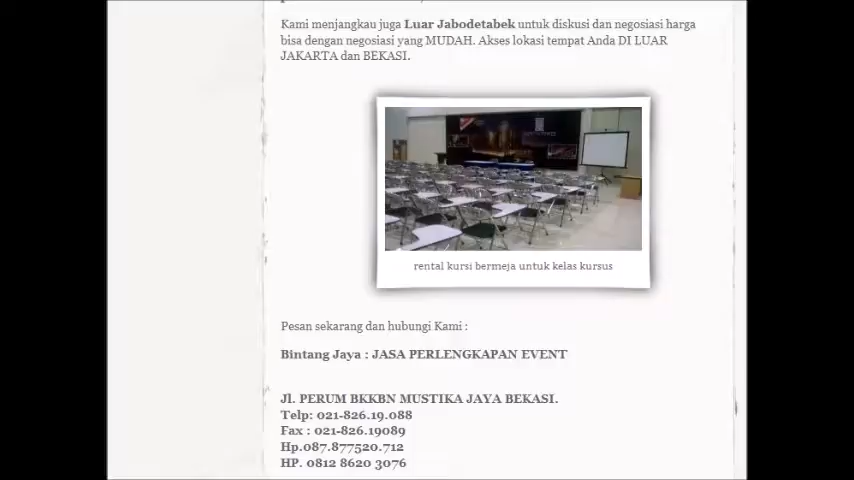 Kami menjangkau juga Luar Jabodetabek untuk diskusi dan negosiasi harga
bisa dengan negosiasi yang MUDAH. Akses lokasi tempat Anda DI LUAR
JAKARTA dan BEKASI.
rental kursi bermeja untuk kelas kursus
Pesan sekarang dan hubungi Kami :
Bintang Jaya : JASA PERLENGKAPAN EVENT
Jl. PERUM BKKBN MUSTIKA JAYA BEKASI.
Telp: 021-826.19.088
Fax : 021-826.19089
Hp.087.877520.712
HP. 0812 8620 3076